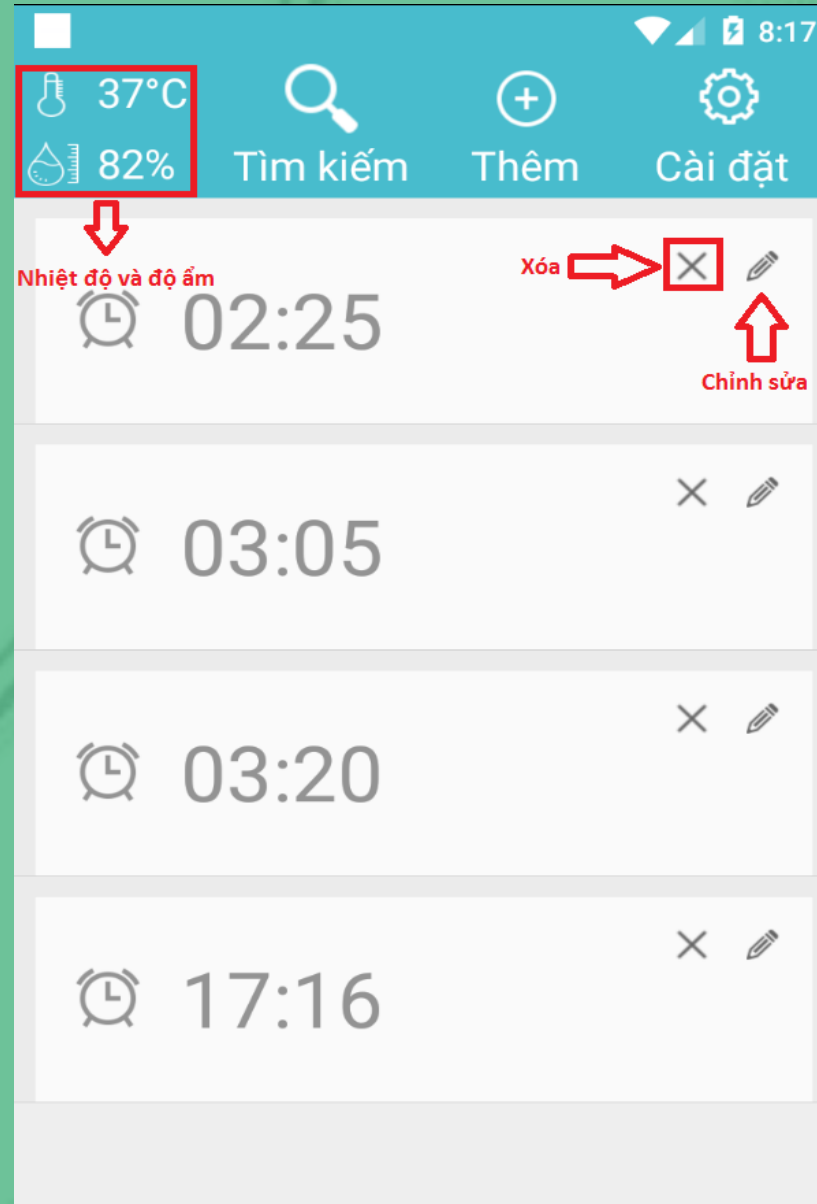 8:17
37°C
82%
Tìm kiếm
Thêm
Cài đặt
Nhiệt độ và độ ẩm
Xóa
Chỉnh sửa
02:25
03:05
03:20
17:16